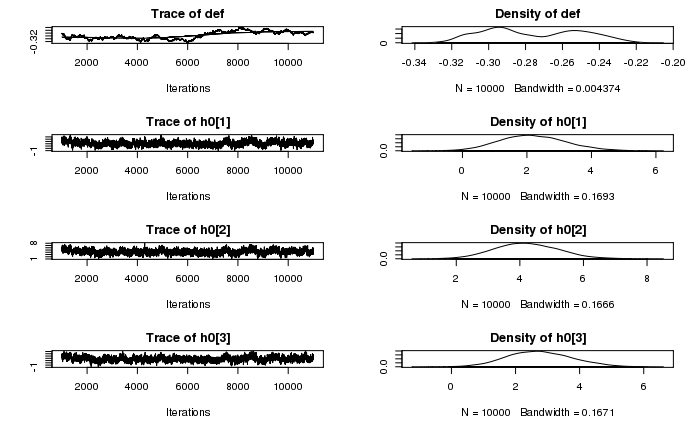 Trace of def
-0.32
2000 4000 6000 8000 10000
Iterations
Density of def
0
-0.34 -0.32 -0.30 -0.28 -0.26 -0.24 -0.22 -0.20
N = 10000 Bandwidth = 0.004374
Trace of h0[1]
-1
2000 4000 6000 8000 10000
Iterations
Density of h0[1]
0.0
0 2 4 6
N = 10000 Bandwidth = 0.1693
Trace of h0[2]
1 8
2000 4000 6000 8000 10000
Iterations
Density of h0[2]
0.0
2 4 6 8
N = 10000 Bandwidth = 0.1666
Trace of h0[3]
-1
2000 4000 6000 8000 10000
Iterations
Density of h0[3]
0.0
0 2 4 6
N = 10000 Bandwidth = 0.1671